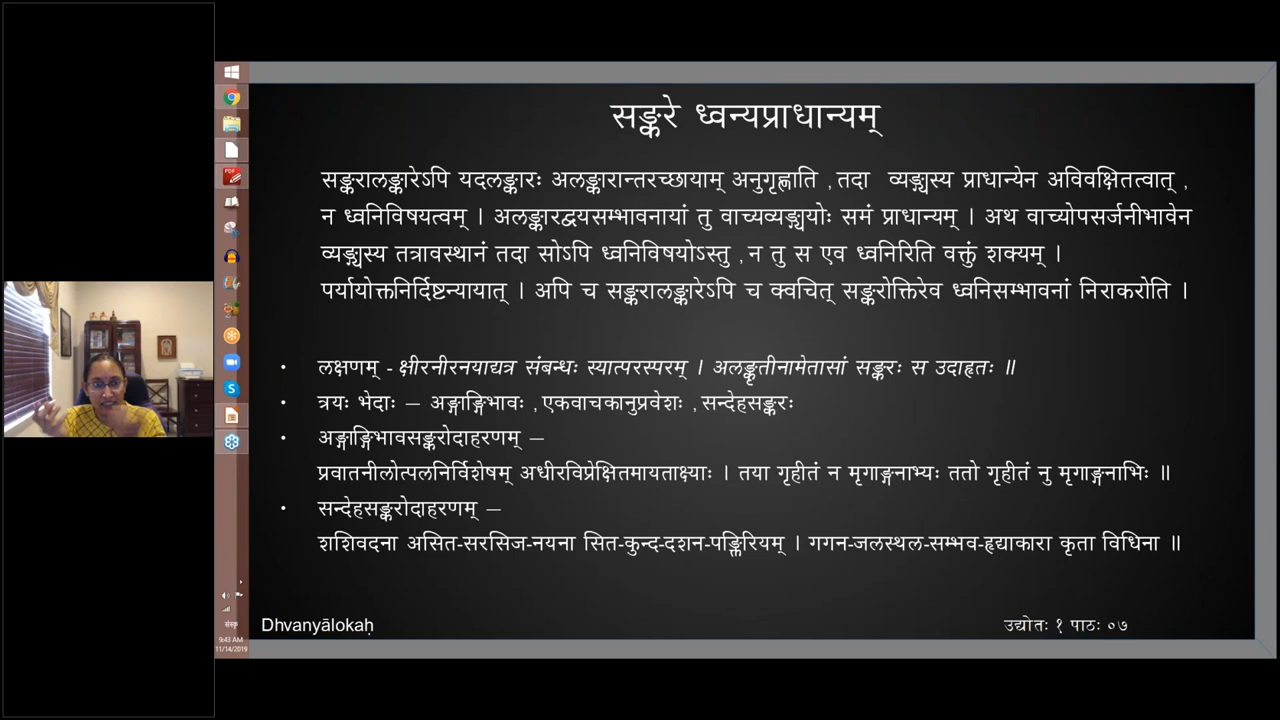 सङ्करे ध्वन्यप्राधान्यम्
सङ्करालङ्कारेऽपि यदलङ्कारः अलङ्कारान्तरच्छायाम् अनुगृह्णाति , तदा व्यङ्ग्यस्य प्राधान्येन अविवक्षितत्वात् ,
न ध्वनिविषयत्वम् । अलङ्कारद्वयसम्भावनायां तु वाच्यव्यङ्ग्ययोः समं प्राधान्यम् । अथ वाच्योपसर्जनीभावेन
व्यङ्ग्यस्य तत्रावस्थानं तदा सोऽपि ध्वनिविषयोऽस्तु , न तु स एव ध्वनिरिति वक्तुं शक्यम् ।
पर्यायोक्तनिर्दिष्टन्यायात् । अपि च सङ्करालङ्कारेऽपि च क्वचित् सङ्करोक्तिरेव ध्वनिसम्भावनां निराकरोति ।
• लक्षणम् - क्षीरनीरनयाद्यत्र संबन्धः स्यात्परस्परम् । अलङ्कृतीनामेतासां सङ्करः स उदाहृतः ॥
• त्रयः भेदाः – अङ्गाङ्गिभावः , एकवाचकानुप्रवेशः , सन्देहसङ्करः
• अङ्गाङ्गिभावसङ्करोदाहरणम् –
प्रवातनीलोत्पलनिर्विशेषम् अधीरविप्रेक्षितमायताक्ष्याः । तया गृहीतं न मृगाङ्गनाभ्यः ततो गृहीतं नु मृगाङ्गनाभिः ॥
• सन्देहसङ्करोदाहरणम् –
शशिवदना असित-सरसिज-नयना सित-कुन्द-दशन-पङ्क्तिरियम् । गगन-जलस्थल-सम्भव-हृद्याकारा कृता विधिना ॥
Dhvanyālokaḥ
उद्योतः १ पाठः ०७
PDF
S
संस्कृ
9:43 AM
11/14/2019